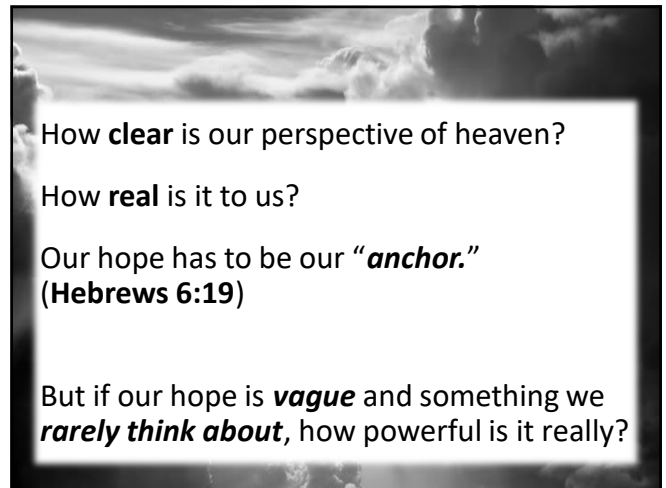 How clear is our perspective of heaven?
How real is it to us?
Our hope has to be our “anchor.”
(Hebrews 6:19)
But if our hope is vague and something we
rarely think about, how powerful is it really?